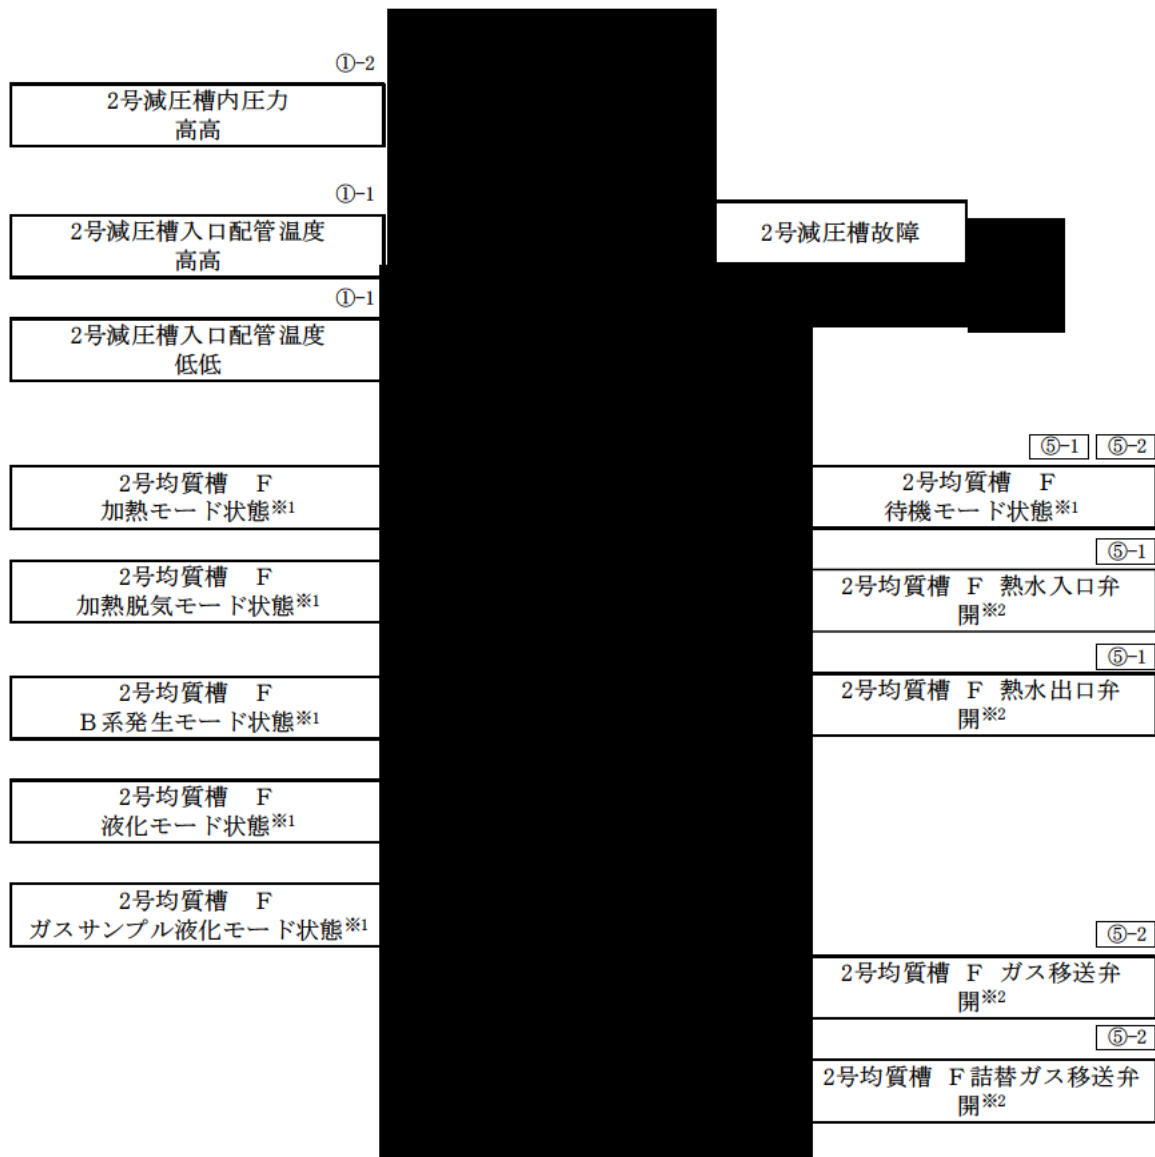 ①-2
2号減圧槽内圧力
高高
①-1
2号減圧槽入口配管温度
高高
①-1
2号減圧槽入口配管温度
低低
2号均質槽　F
加熱モード状態※1
2号均質槽　F
加熱脱気モード状態※1
2号均質槽　F
B系発生モード状態※1
2号均質槽　F
液化モード状態※1
2号均質槽　F
ガスサンプル液化モード状態※1
2号減圧槽故障
⑤-1 ⑤-2
2号均質槽　F
待機モード状態※1
⑤-1
2号均質槽 F 熱水入口弁
開※2
⑤-1
2号均質槽 F 熱水出口弁
開※2
⑤-2
2号均質槽 F ガス移送弁
開※2
⑤-2
2号均質槽 F詰替ガス移送弁
開※2